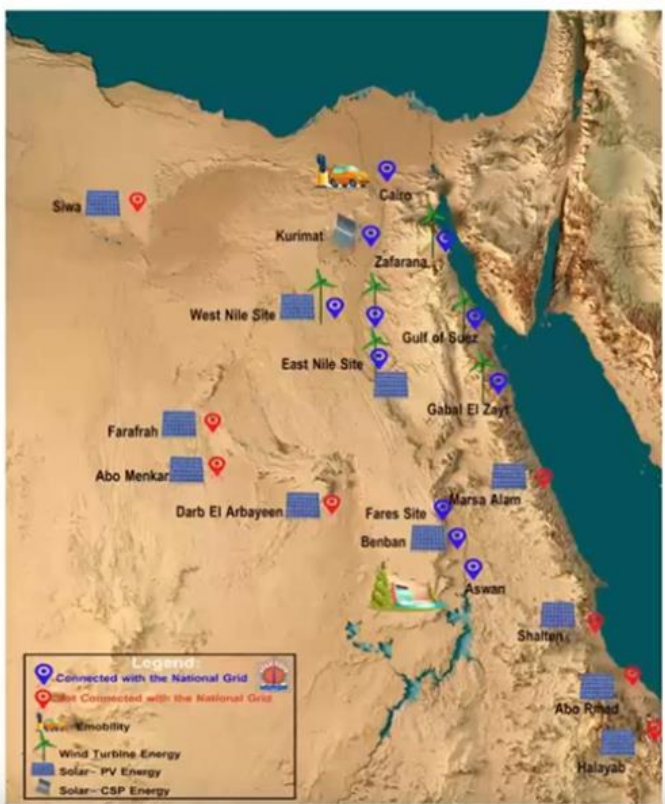 Cairo
Siwa
Kurimat
Zafarana
West Nile Site
Gulf of Suez
East Nile Site
Gabal El Zayt
Farafrah
Abo Menkar
Marsa Alam
Darb El Arbayeen
Fares Site
Benban
Aswan
Shalten
Abo Rmad
Halayab
Legend:
Connected with the National Grid
Connected with the National Grid
Emobility
Wind Turbine Energy
Solar- PV Energy
Solar- CSP Energy